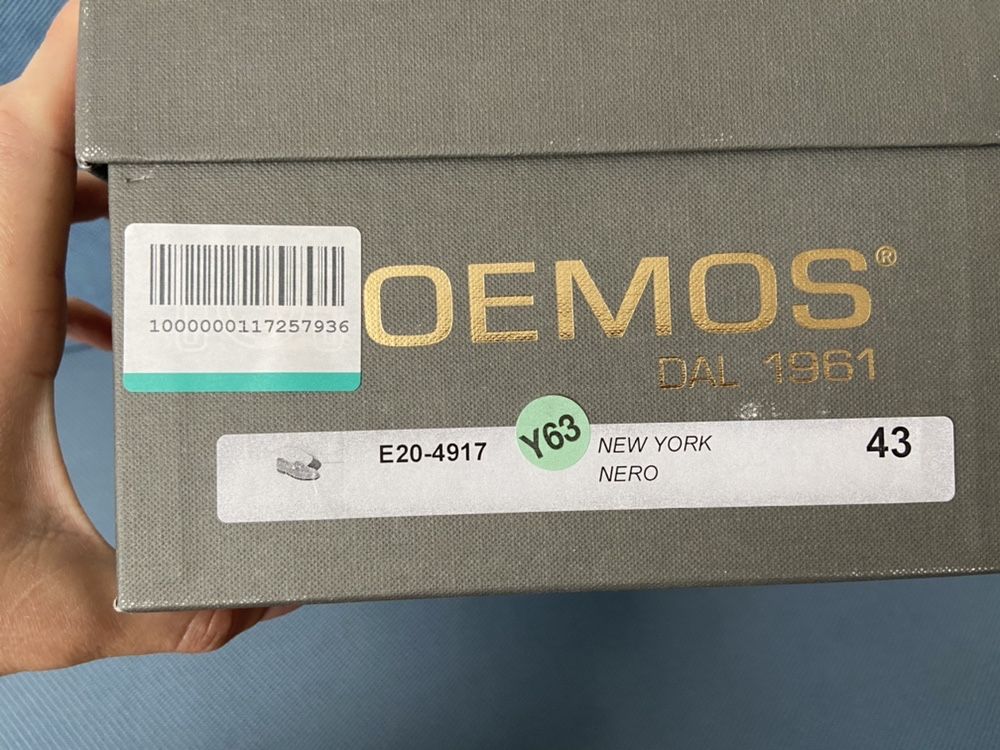 1000000117257936
OEMOS®
DAL 1961
E20-4917
Y63
NEW YORK
NERO
43